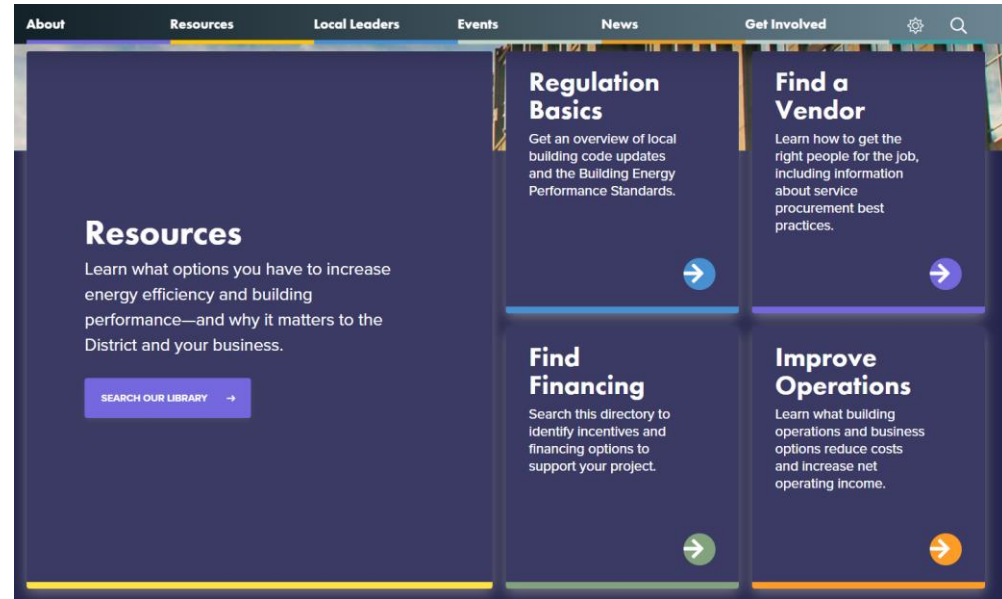 About
Resources
Local Leaders
Events
News
Get Involved
Resources
Learn what options you have to increase
energy efficiency and building
performance—and why it matters to the
District and your business.
SEARCH OUR LIBRARY →
Regulation
Basics
Get an overview of local
building code updates
and the Building Energy
Performance Standards.
Find a
Vendor
Learn how to get the
right people for the job,
including information
about service
procurement best
practices.
Find
Financing
Search this directory to
identify incentives and
financing options to
support your project.
Improve
Operations
Learn what building
operations and business
options reduce costs
and increase net
operating income.